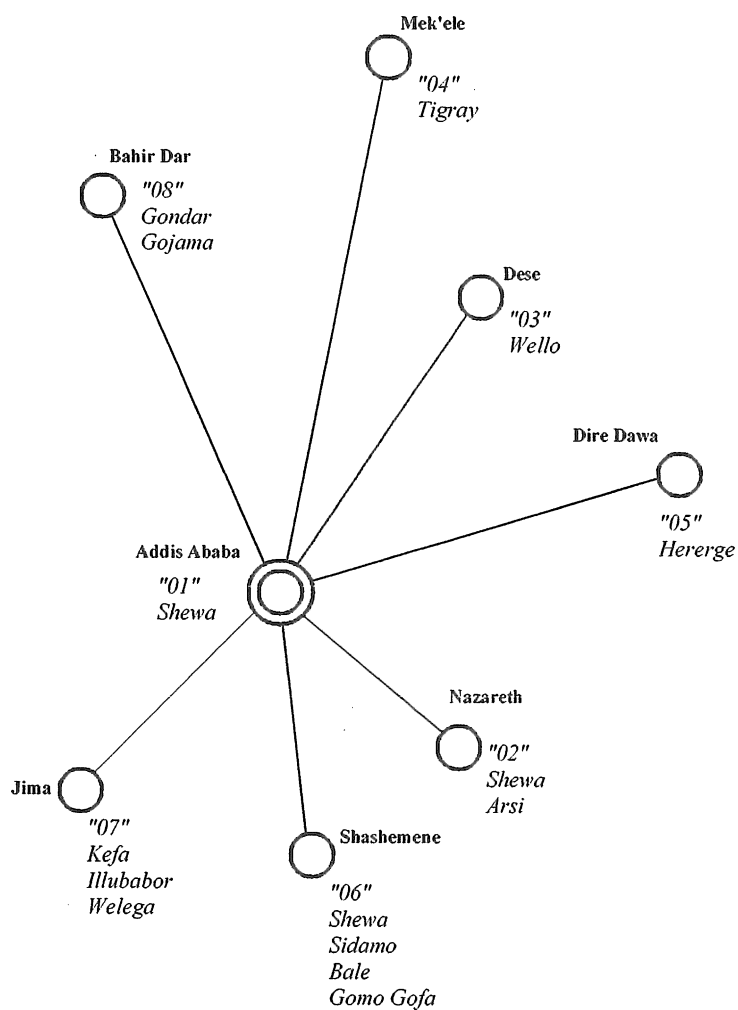 Mek'ele
"04"
Tigray
Bahir Dar
"08"
Gondar
Gojama
Dese
"03"
Wello
Dire Dawa
"05"
Hererge
Addis Ababa
"01"
Shewa
Nazareth
"02"
Shewa
Arsi
Jima
"07"
Kefa
Illubabor
Welega
Shashemene
"06"
Shewa
Sidamo
Bale
Gomo Gofa